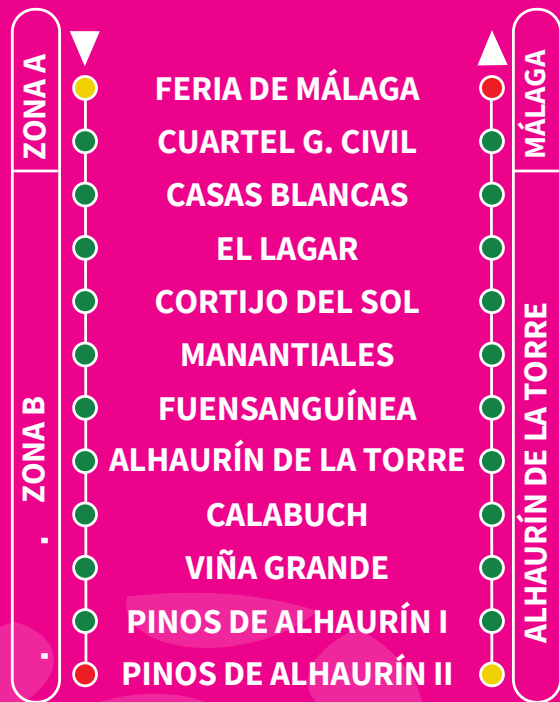 ZONA A
MÁLAGA
FERIA DE MÁLAGA
CUARTEL G. CIVIL
CASAS BLANCAS
EL LAGAR
CORTIJO DEL SOL
MANANTIALES
FUENSANGUÍNEA
ALHAURÍN DE LA TORRE
CALABUCH
VIÑA GRANDE
PINOS DE ALHAURÍN I
PINOS DE ALHAURÍN II
ZONA B
ALHAURÍN DE LA TORRE